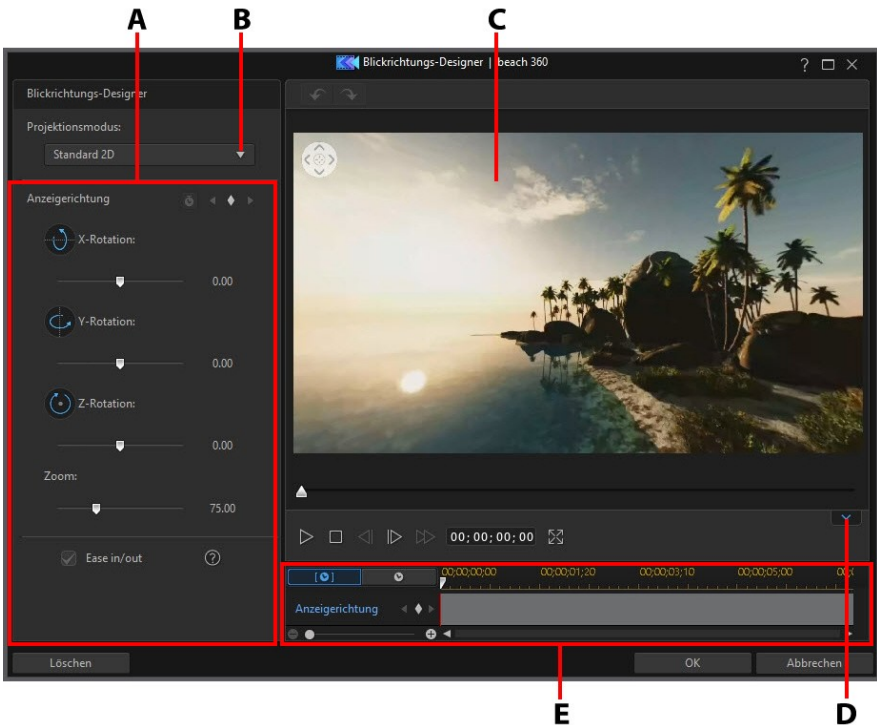 A
B
C
Blickrichtungs-Designer | beach 360
?
Blickrichtungs-Designer
Projektionsmodus:
Standard 2D
Anzeigerichtung
X-Rotation:
0.00
Y-Rotation:
0.00
Z-Rotation:
0.00
Zoom:
75.00
Ease in/out
?
00;00;00;00
00;00;00;00
00;00;01;20
00;00;03;10
00;00;05;00
Anzeigerichtung
Löschen
OK
Abbrechen
E
D